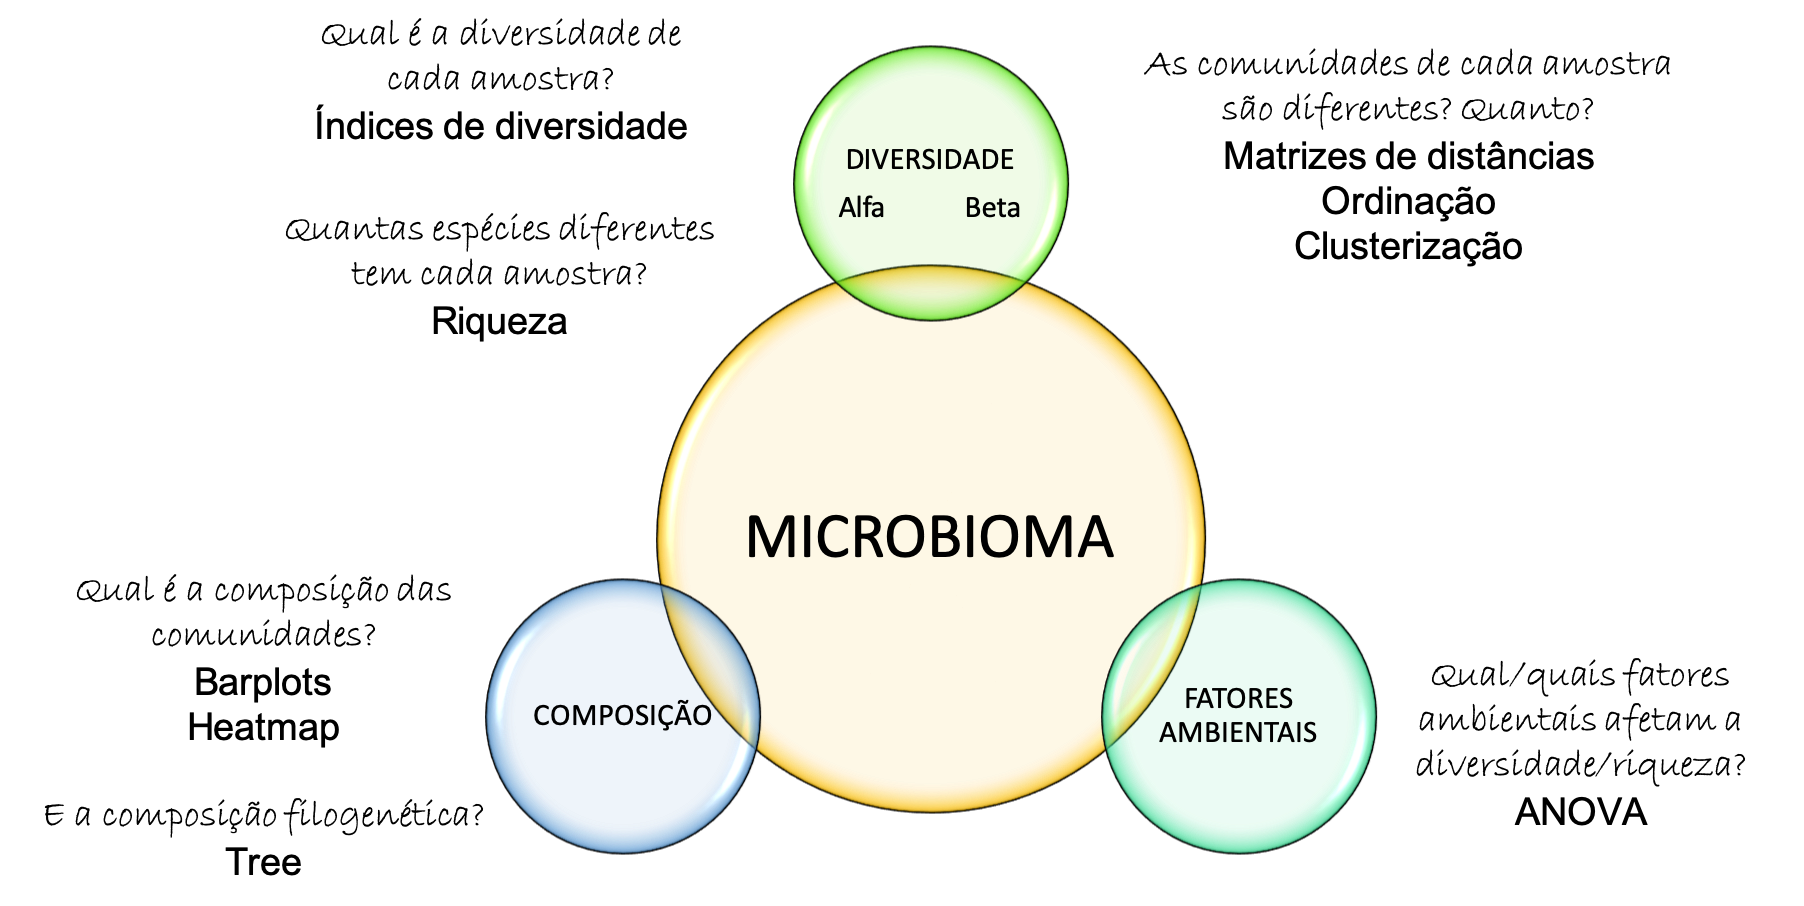 Qual é a diversidade de
cada amostra?
Índices de diversidade
Quantas espécies diferentes
tem cada amostra?
Riqueza
DIVERSIDADE
Alfa Beta
As comunidades de cada amostra
são diferentes? Quanto?
Matrizes de distâncias
Ordinação
Clusterização
MICROBIOMA
Qual é a composição das
comunidades?
Barplots
Heatmap
E a composição filogenética?
Tree
COMPOSIÇÃO
FATORES
AMBIENTAIS
Qual/quais fatores
ambientais afetam a
diversidade/riqueza?
ANOVA